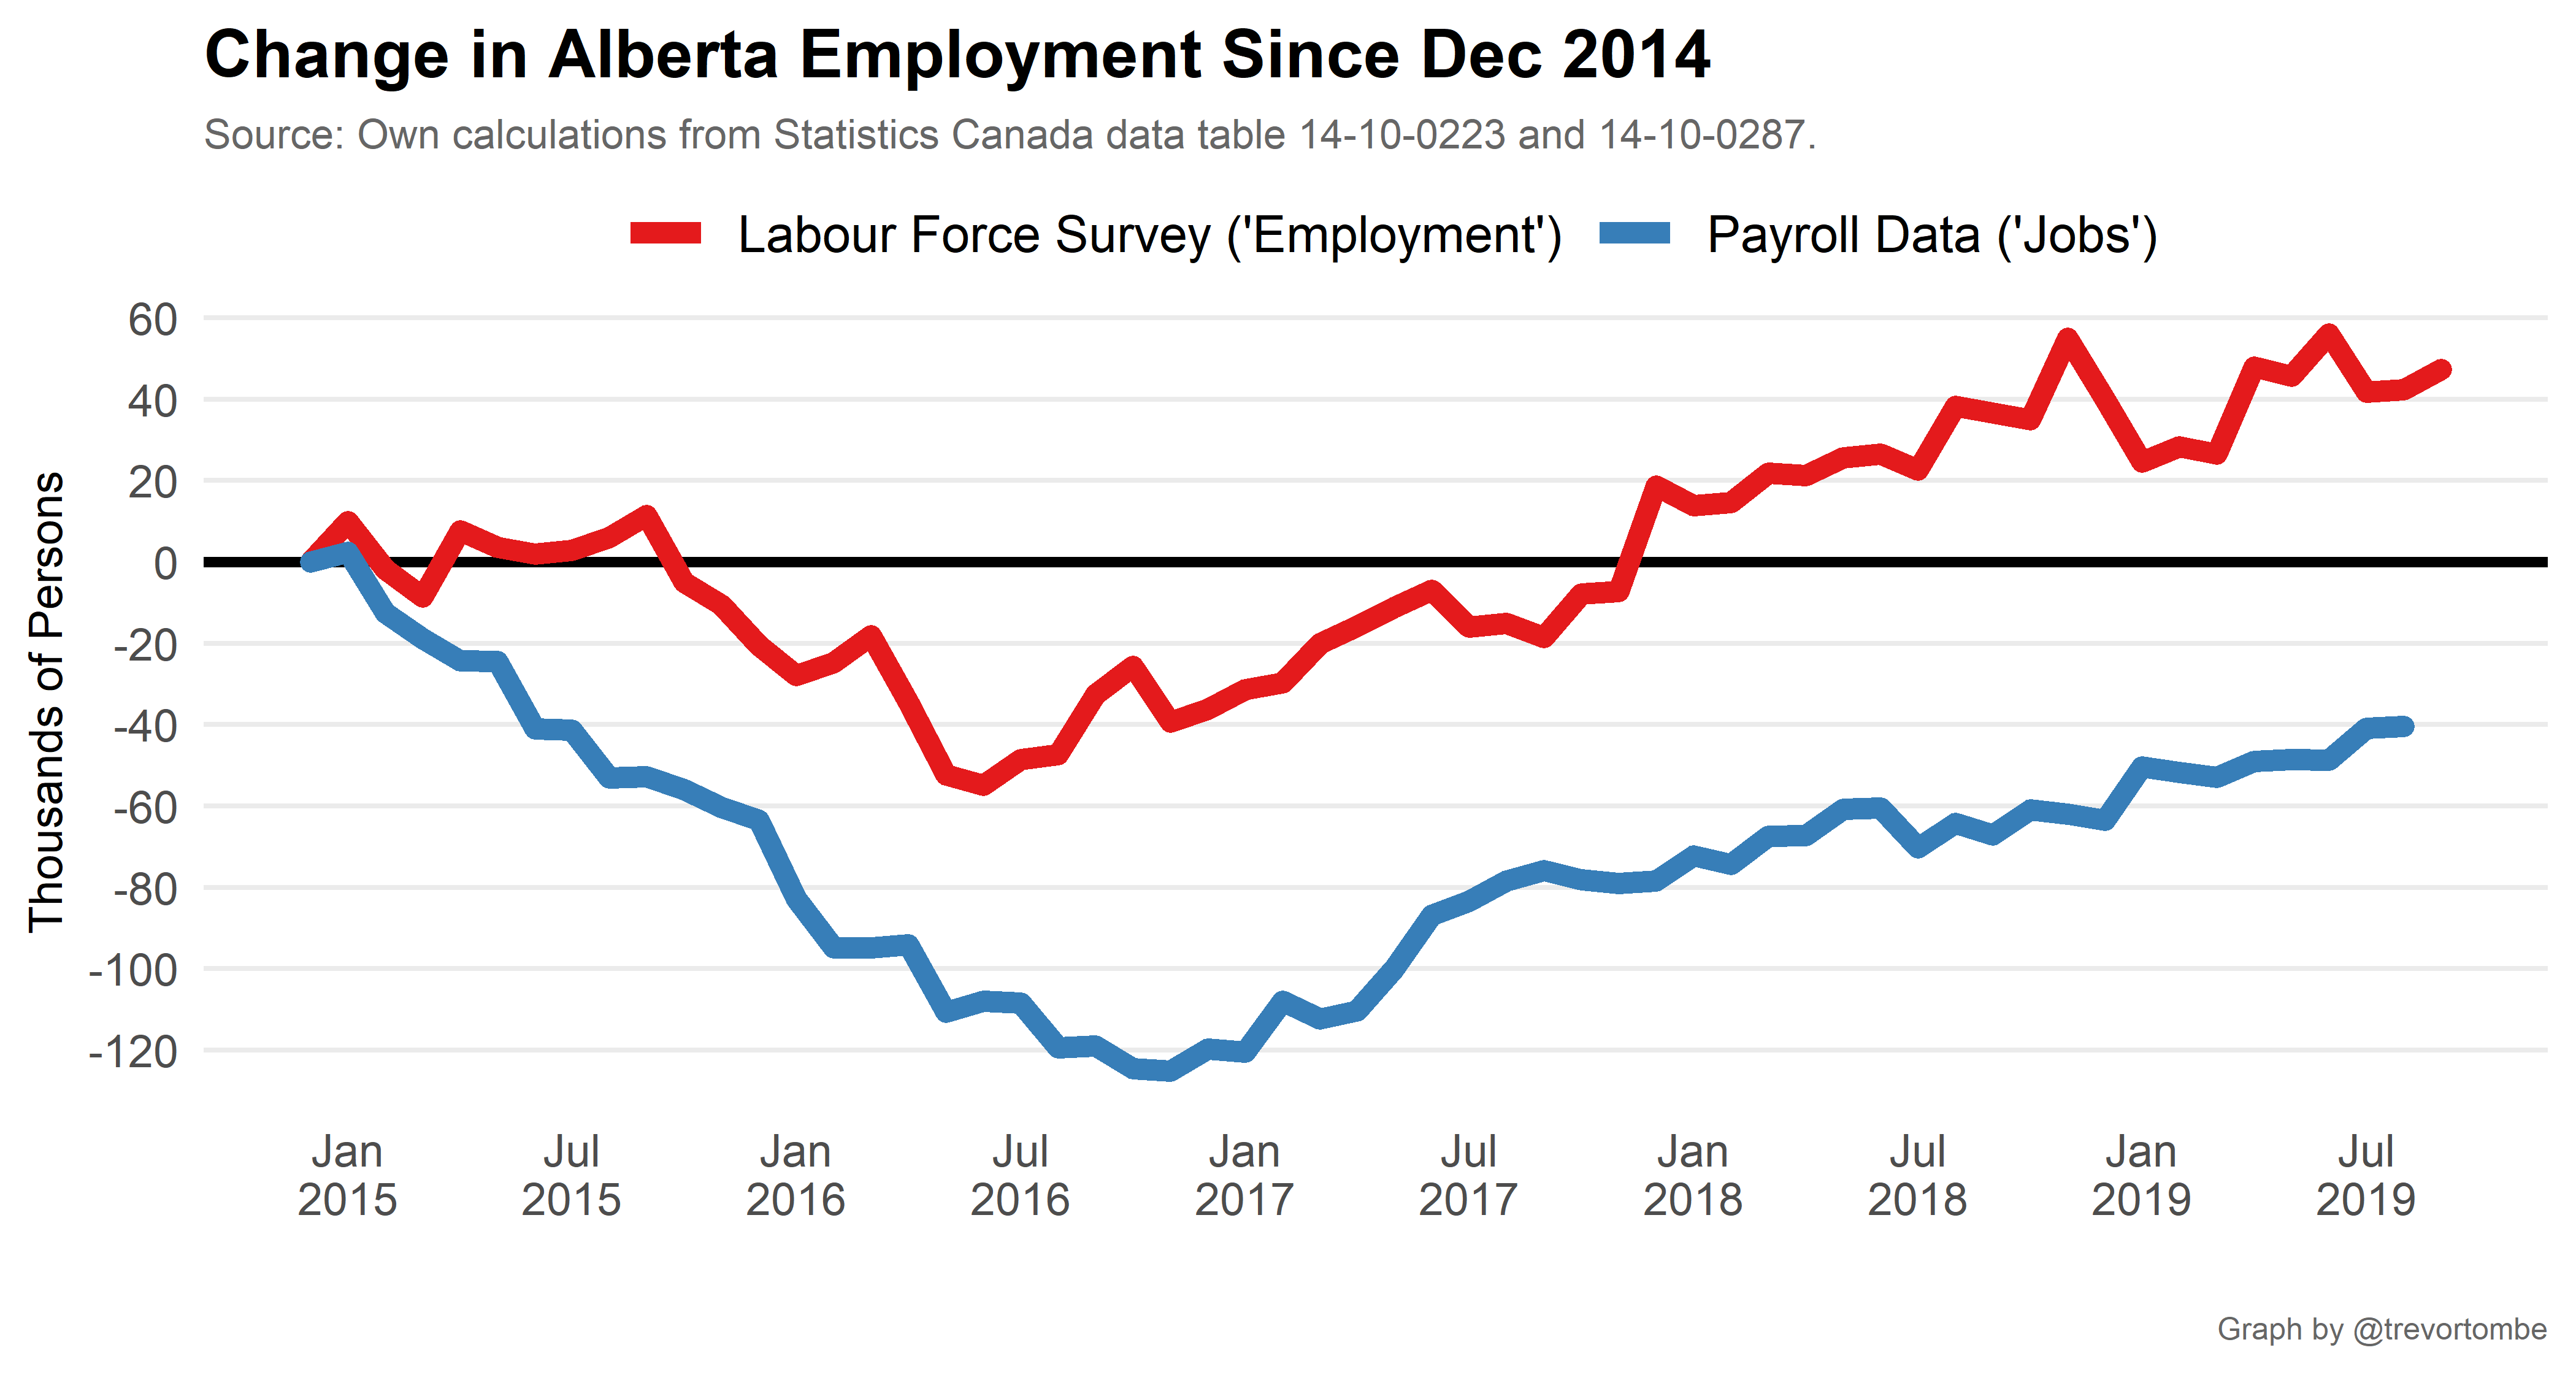 Change in Alberta Employment Since Dec 2014
Source: Own calculations from Statistics Canada data table 14-10-0223 and 14-10-0287.
Labour Force Survey ('Employment') Payroll Data ('Jobs')
Thousands of Persons
60
40
20
0
-20
-40
-60
-80
-100
-120
Jan Jul Jan Jul Jan Jul Jan Jul Jan Jul
2015 2015 2016 2016 2017 2017 2018 2018 2019 2019
Graph by @trevortombe